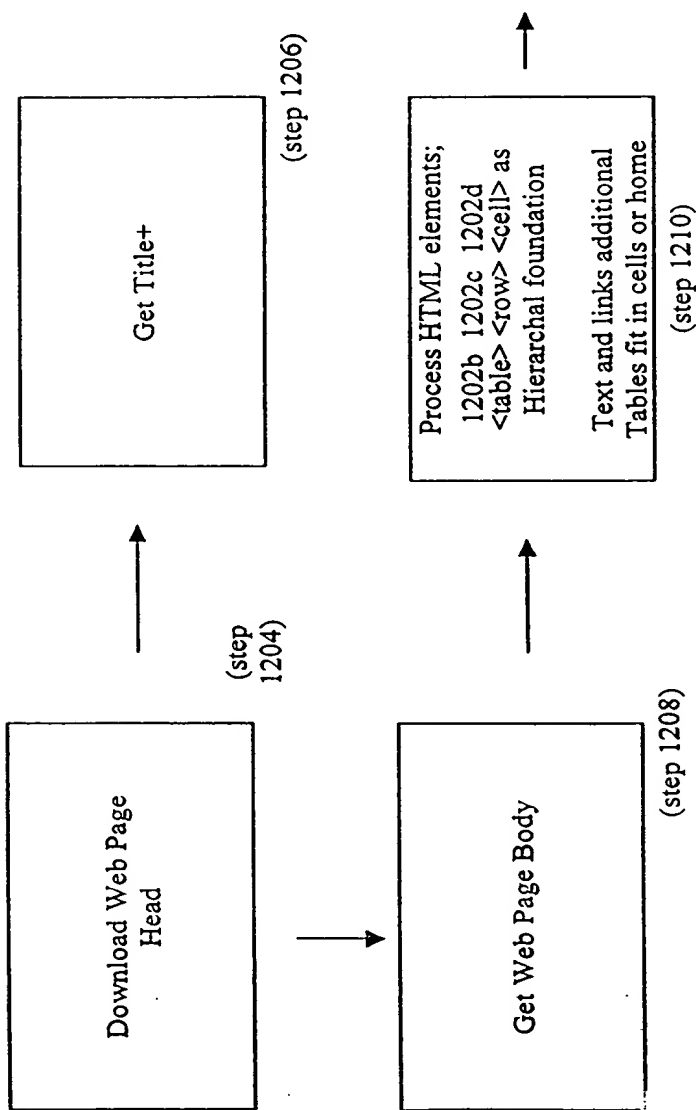 Download Web Page
Head
(step
1204)
Get Title+
(step 1206)
Get Web Page Body
(step 1208)
Process HTML elements;
1202b 1202c 1202d
<table> <row> <cell> as
Hierarchal foundation
Text and links additional
Tables fit in cells or home
(step 1210)